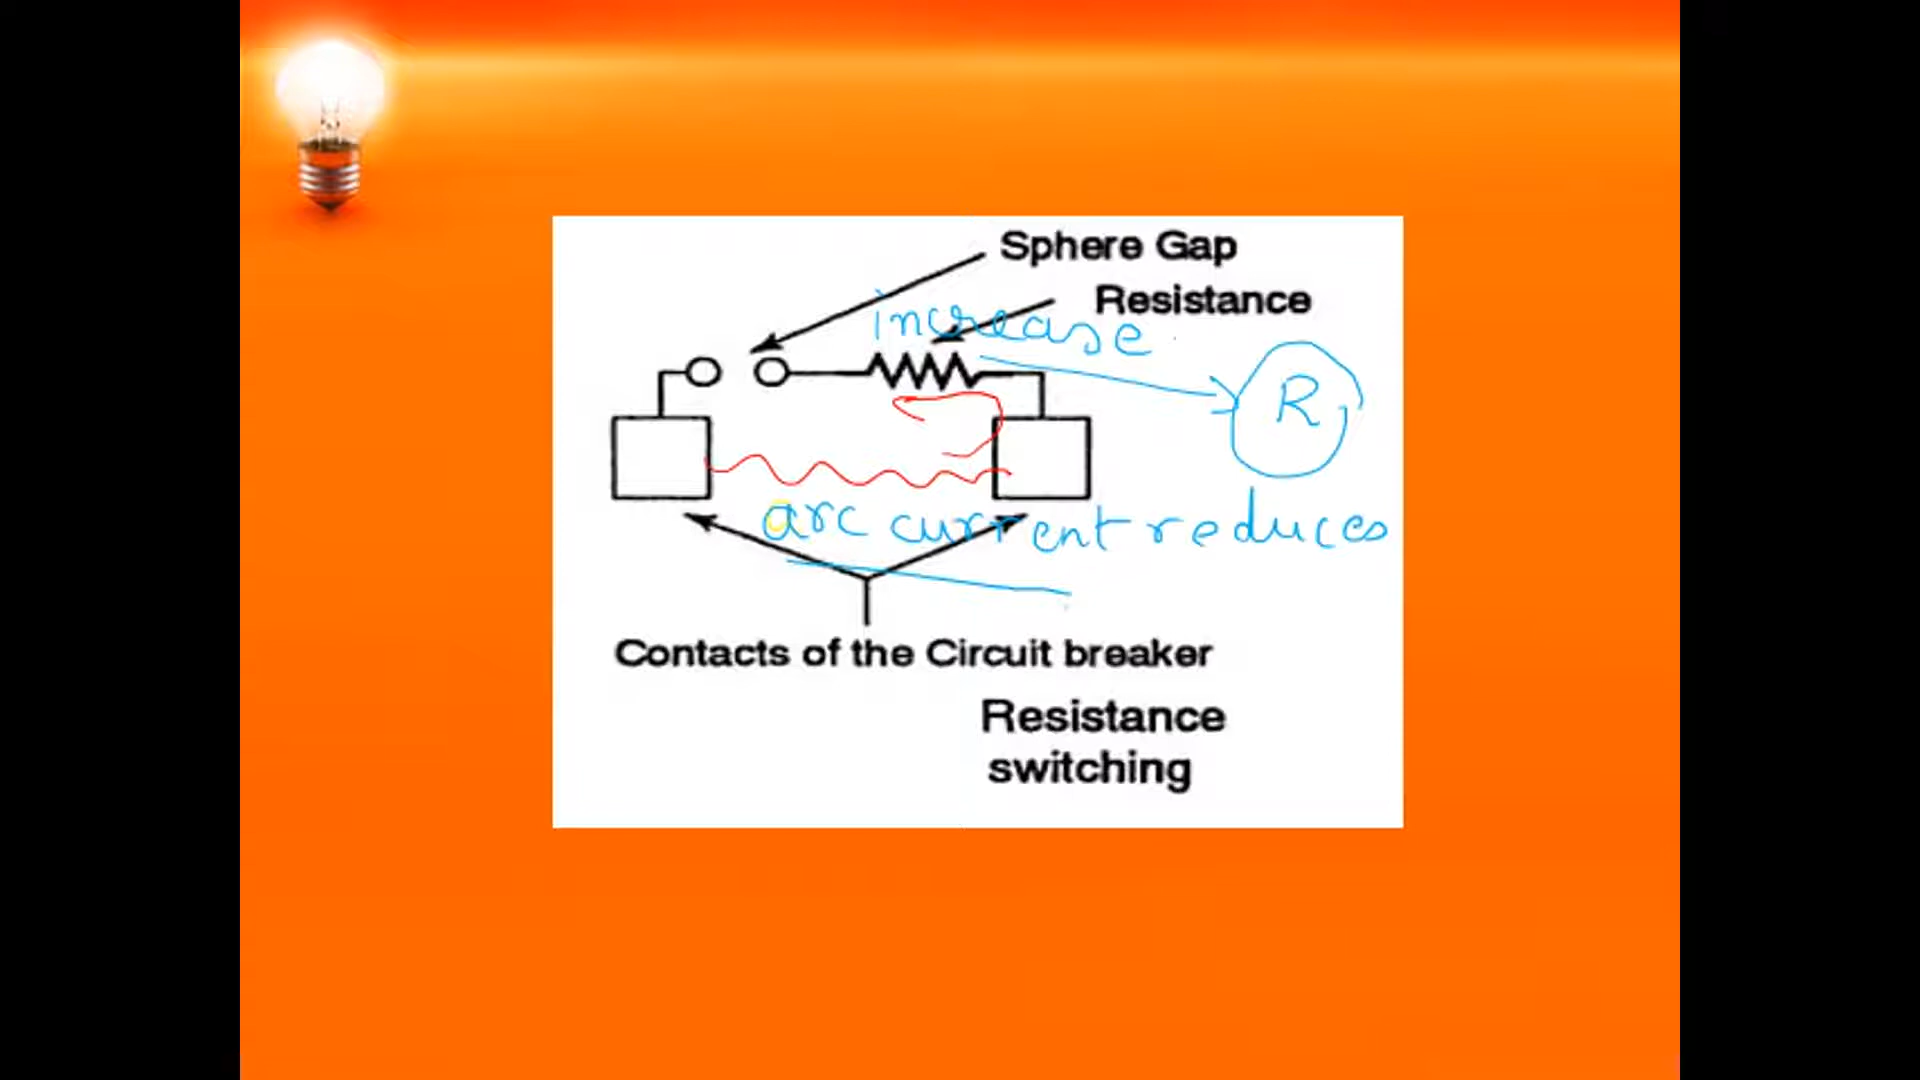 Sphere Gap
Resistance
increase
R
arc current reduces
Contacts of the Circuit breaker
Resistance
switching